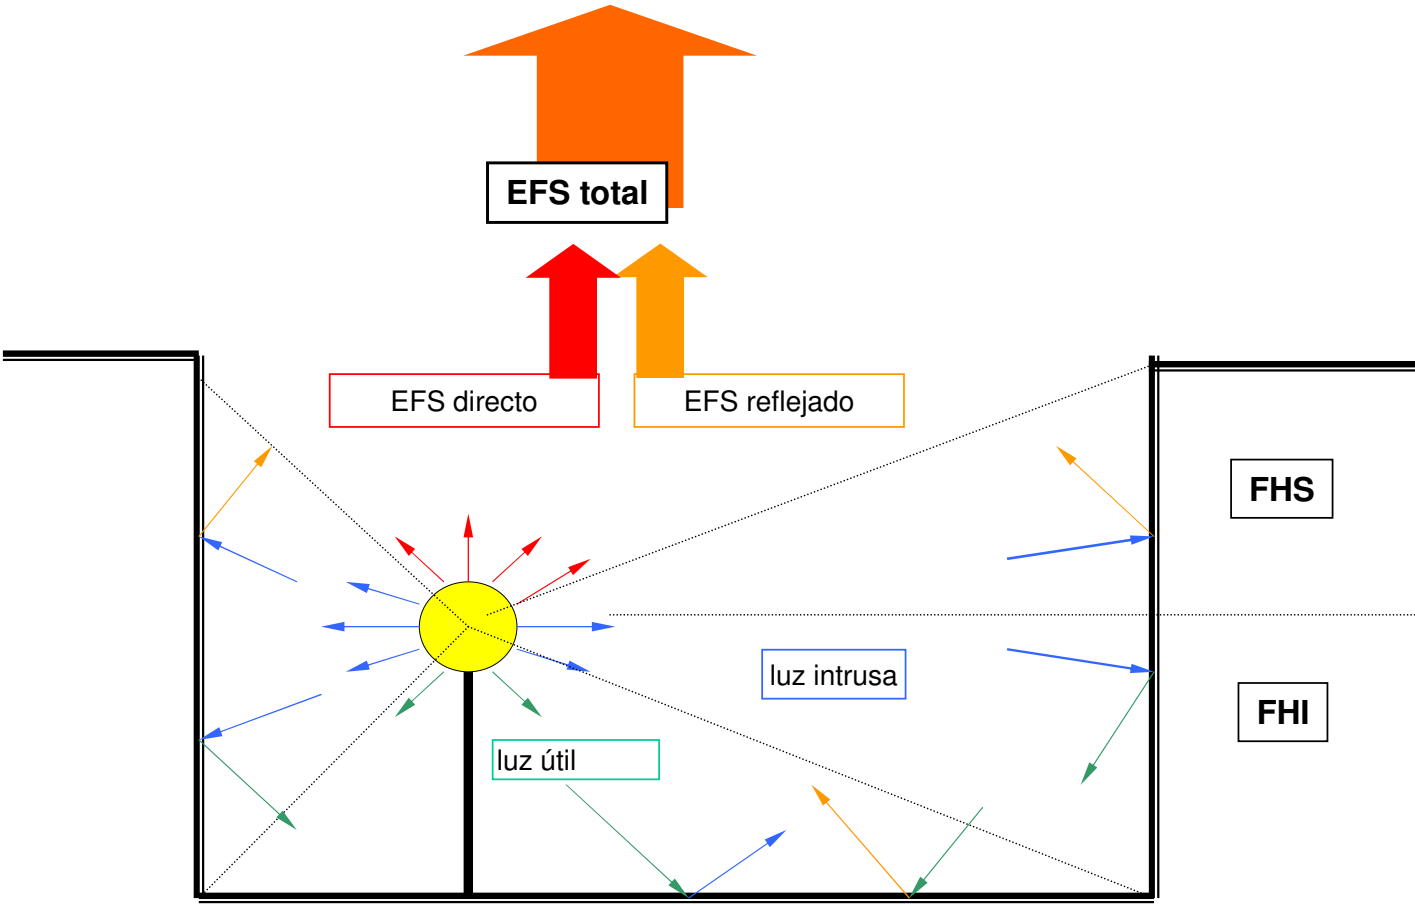 EFS total
EFS directo
EFS reflejado
FHS
luz intrusa
FHI
luz útil